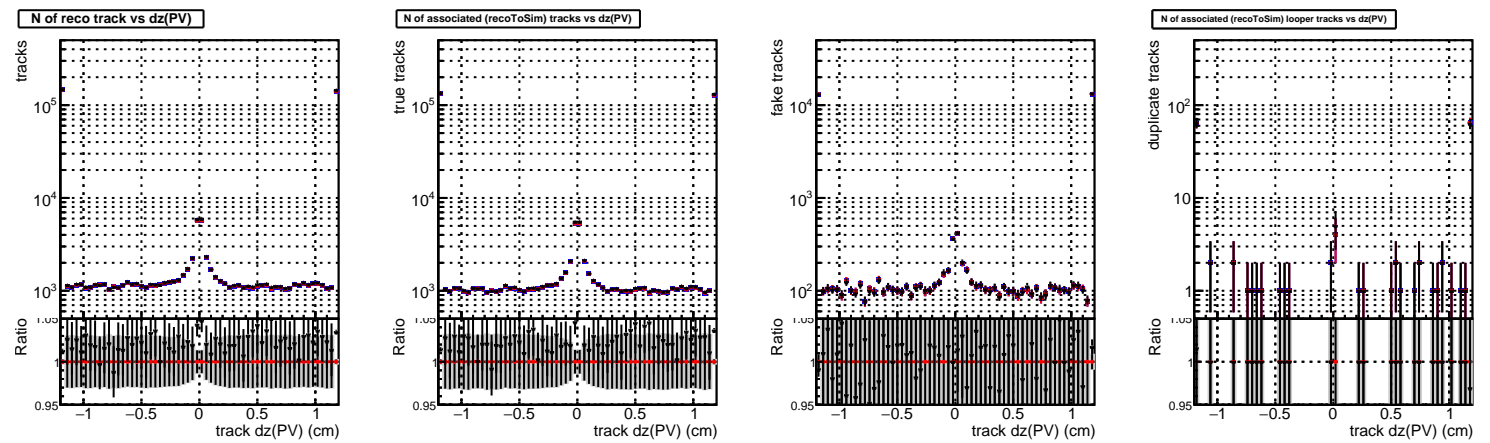 N of reco track vs dz(PV)
tracks
10^5
10^4
10^3
Ratio
1.05
1
0.95
−1 −0.5 0 0.5 1
track dz(PV) (cm)
N of associated (recoToSim) tracks vs dz(PV)
true tracks
10^5
10^4
10^3
Ratio
1.05
1
0.95
−1 −0.5 0 0.5 1
track dz(PV) (cm)
fake tracks
10^4
10^3
10^2
Ratio
1.05
1
0.95
−1 −0.5 0 0.5 1
track dz(PV) (cm)
N of associated (recoToSim) looper tracks vs dz(PV)
duplicate tracks
10^2
10
1
Ratio
1.05
1
0.95
−1 −0.5 0 0.5 1
track dz(PV) (cm)